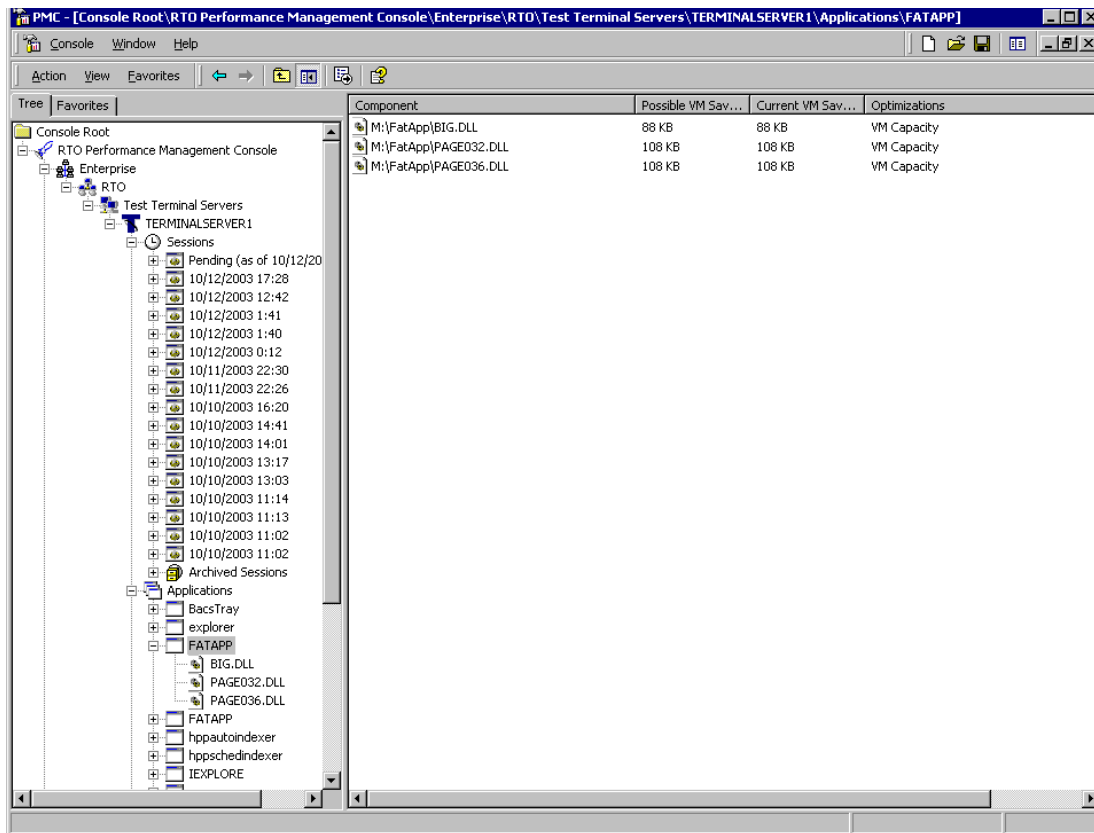 PMC - [Console Root\RTO Performance Management Console\Enterprise\RTO\Test Terminal Servers\TERMINALSERVER1\Applications\FATAPP]
Console Window Help
Action View Favorites
Tree Favorites
Component Possible VM Sav... Current VM Sav... Optimizations
Console Root
RTO Performance Management Console
Enterprise
RTO
Test Terminal Servers
TERMINALSERVER1
Sessions
Pending (as of 10/12/20
10/12/2003 17:28
10/12/2003 12:42
10/12/2003 1:41
10/12/2003 1:40
10/12/2003 0:12
10/11/2003 22:30
10/11/2003 22:26
10/10/2003 16:20
10/10/2003 14:41
10/10/2003 14:01
10/10/2003 13:17
10/10/2003 13:03
10/10/2003 11:14
10/10/2003 11:13
10/10/2003 11:02
10/10/2003 11:02
Archived Sessions
Applications
BacsTray
explorer
FATAPP
BIG.DLL
PAGE032.DLL
PAGE036.DLL
FATAPP
hppautoindexer
hppschedindexer
IEXPLORE
M:\FatApp\BIG.DLL 88 KB 88 KB VM Capacity
M:\FatApp\PAGE032.DLL 108 KB 108 KB VM Capacity
M:\FatApp\PAGE036.DLL 108 KB 108 KB VM Capacity